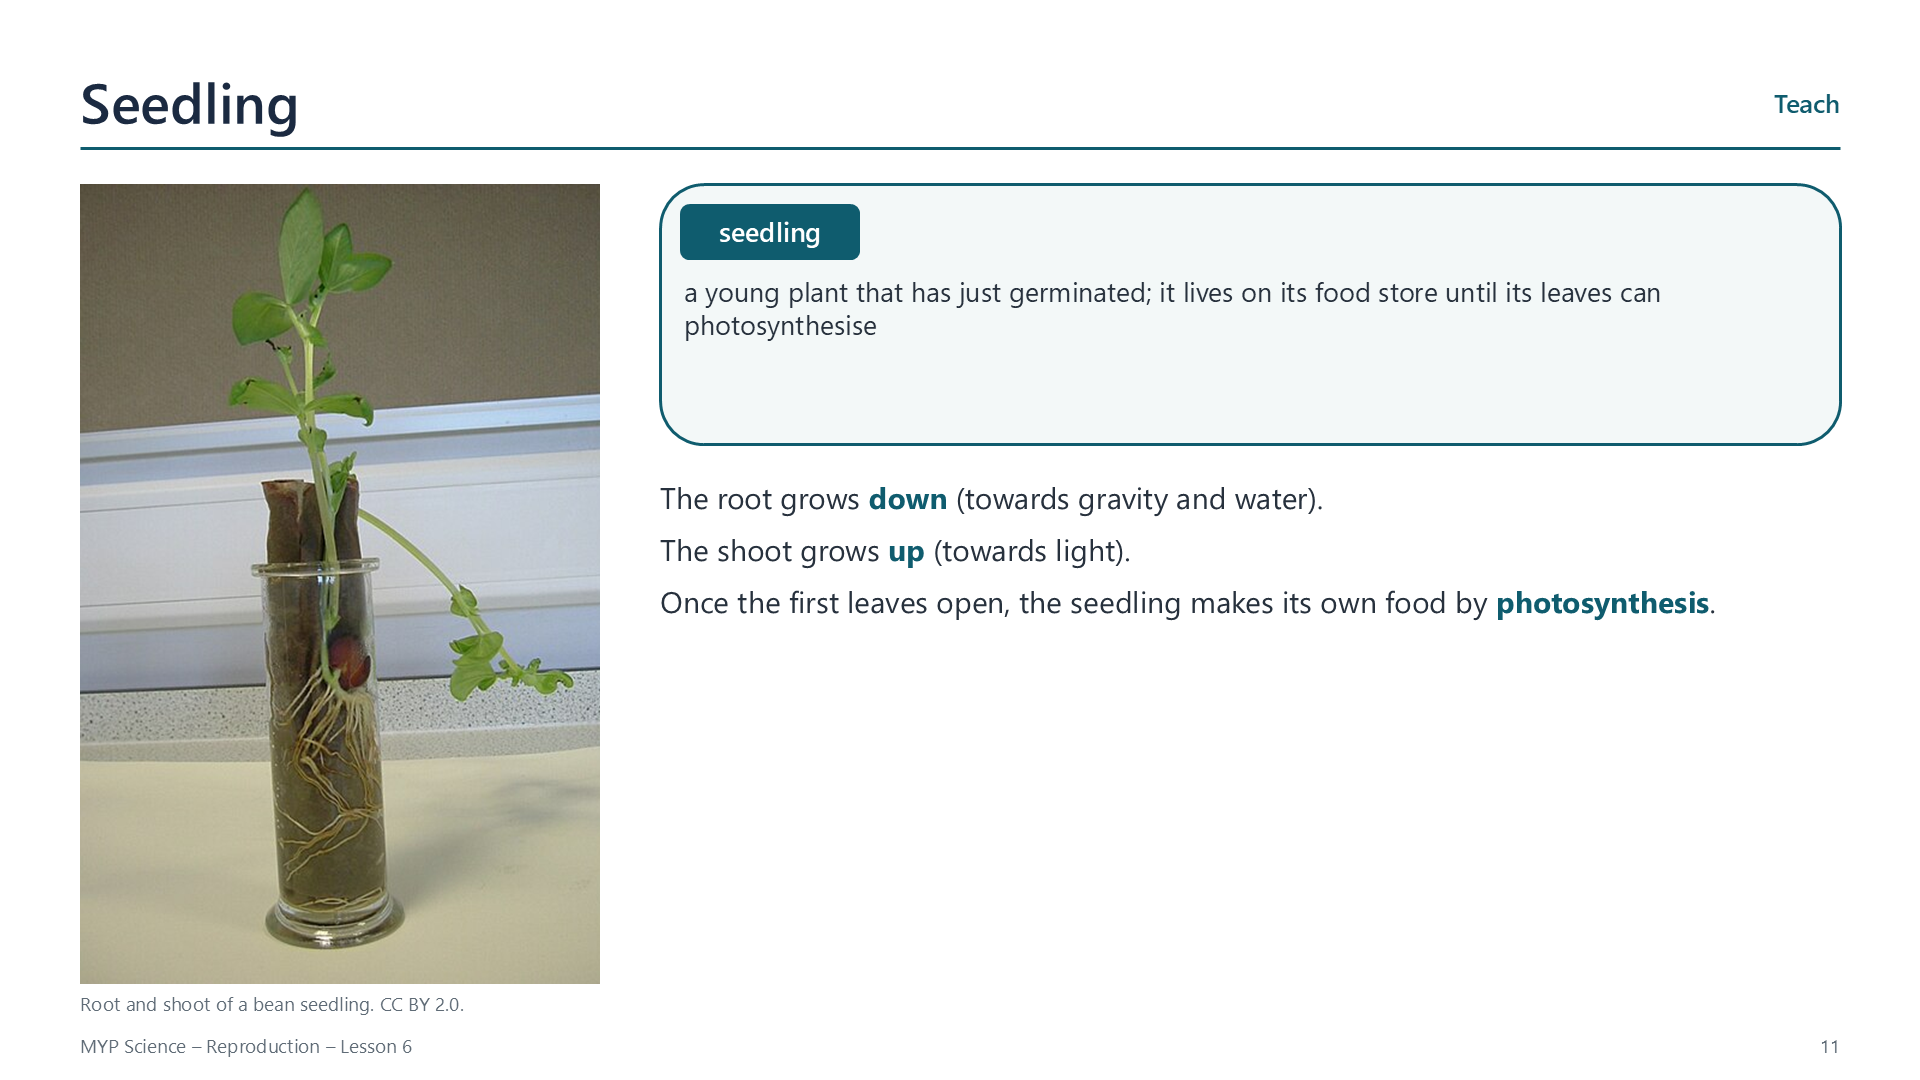 Seedling
Teach
seedling
a young plant that has just germinated; it lives on its food store until its leaves can
photosynthesise
The root grows down (towards gravity and water).
The shoot grows up (towards light).
Once the first leaves open, the seedling makes its own food by photosynthesis.
Root and shoot of a bean seedling. CC BY 2.0.
MYP Science – Reproduction – Lesson 6
11